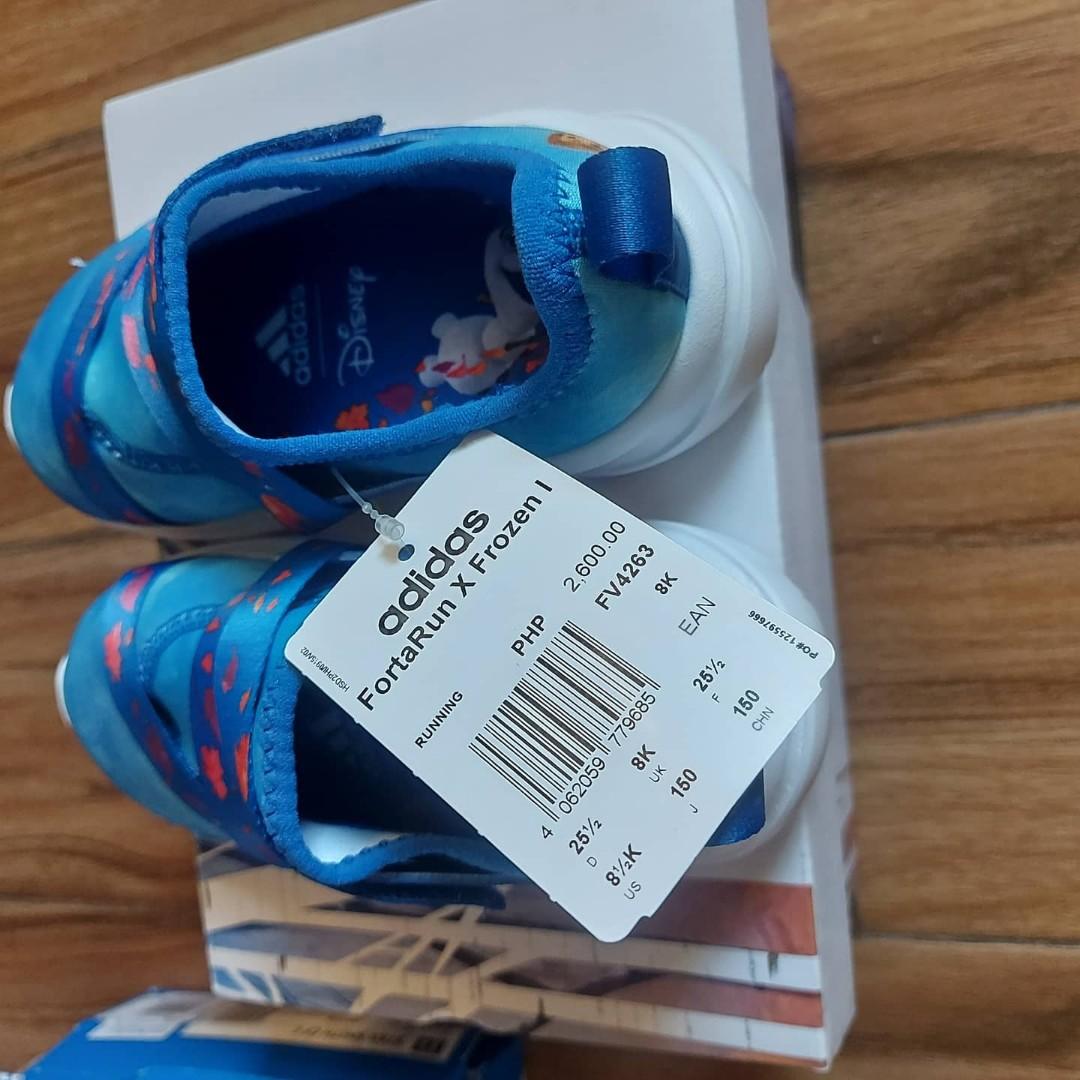 adidas
DISNEY
adidas
FortaRun X Frozen I
RUNNING
PHP 2,600.00
FV4263
8K
EAN
4 062059 779685
25½ 8K 25½
D UK F
8½K 150 150
US J CHN
PO# 125597666